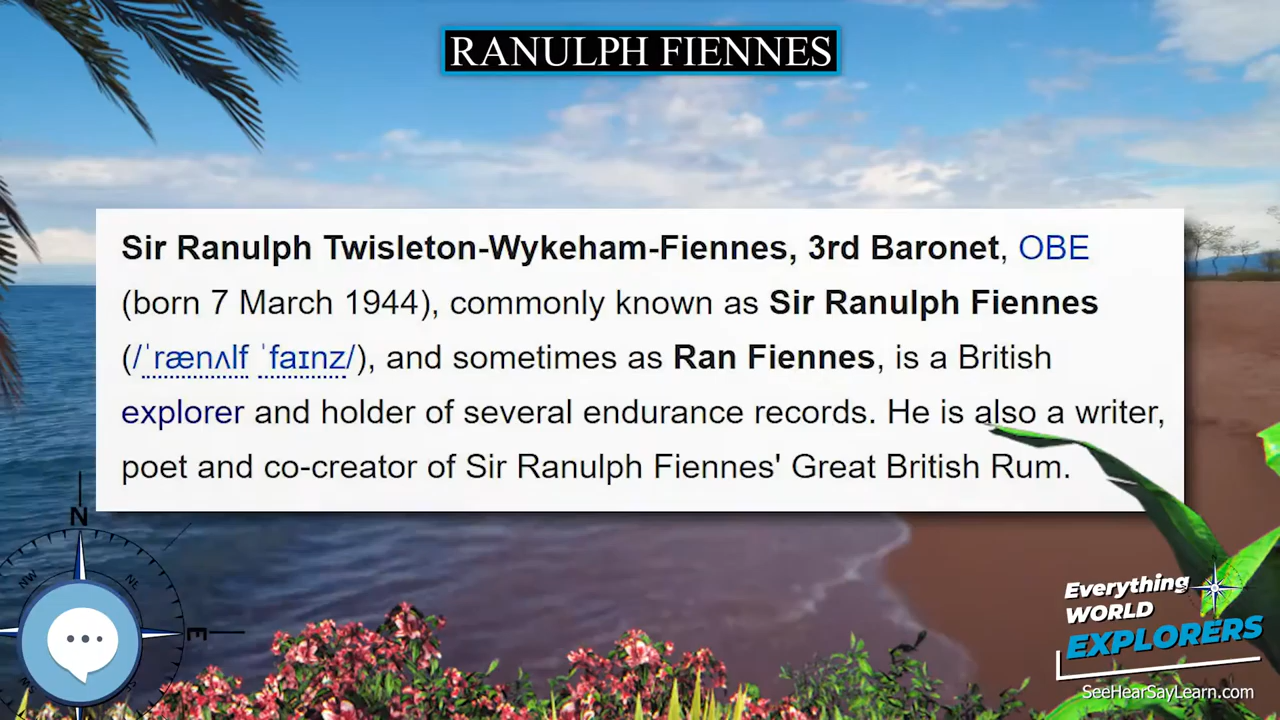 RANULPH FIENNES
Sir Ranulph Twisleton-Wykeham-Fiennes, 3rd Baronet, OBE
(born 7 March 1944), commonly known as Sir Ranulph Fiennes
(/ˈrænʌlf ˈfaɪnz/), and sometimes as Ran Fiennes, is a British
explorer and holder of several endurance records. He is also a writer,
poet and co-creator of Sir Ranulph Fiennes' Great British Rum.
N
NW
NE
E
Everything
WORLD
EXPLORERS
SeeHearSayLearn.com